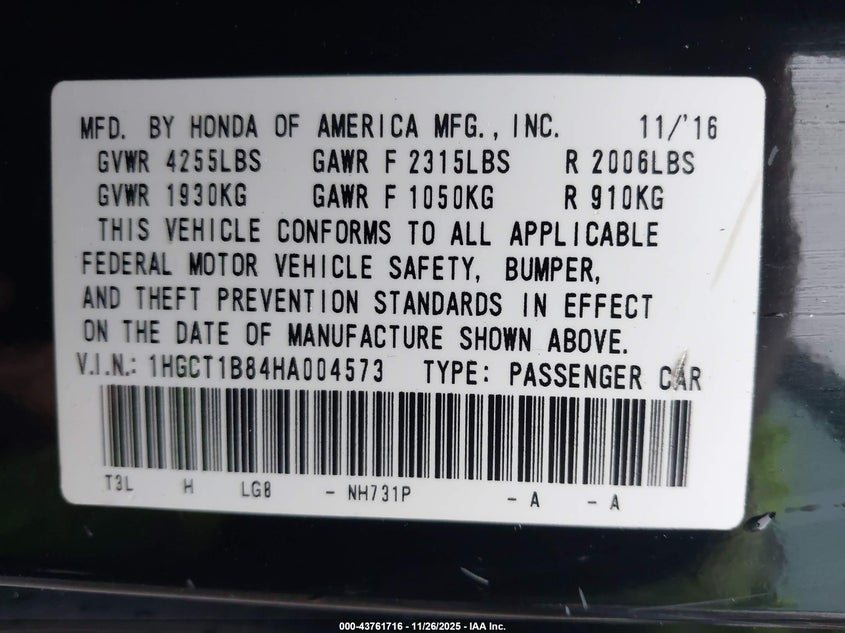 MFD. BY HONDA OF AMERICA MFG., INC. 11/'16
GVWR 4255LBS GAWR F 2315LBS R 2006LBS
GVWR 1930KG GAWR F 1050KG R 910KG
THIS VEHICLE CONFORMS TO ALL APPLICABLE
FEDERAL MOTOR VEHICLE SAFETY, BUMPER,
AND THEFT PREVENTION STANDARDS IN EFFECT
ON THE DATE OF MANUFACTURE SHOWN ABOVE.
V.I.N.: 1HGCT1B84HA004573 TYPE: PASSENGER CAR
T3L H LG8 - NH731P - A - A
000-43761716 - 11/26/2025 - IAA Inc.